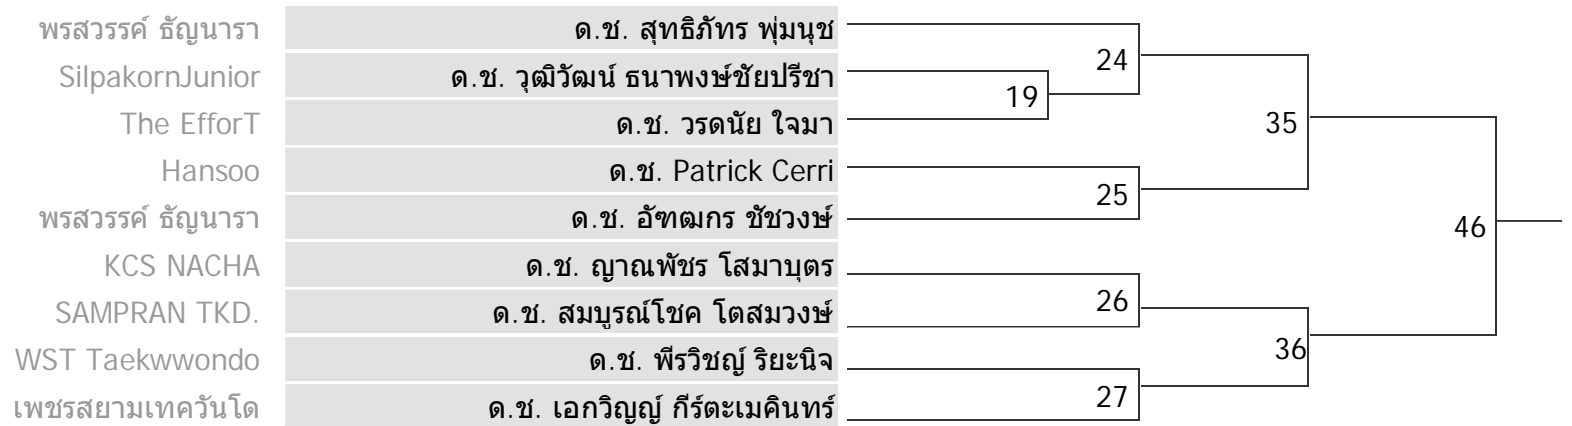 พรสวรรค์ ธัญนารา ด.ช. สุทธิภัทร พุ่มนุช
24
SilpakornJunior ด.ช. วุฒิวัฒน์ ธนาพงษ์ชัยปรีชา
19
The EfforT ด.ช. วรดนัย ใจมา
35
Hansoo ด.ช. Patrick Cerri
25
พรสวรรค์ ธัญนารา ด.ช. อัฑฒกร ชัชวงษ์
46
KCS NACHA ด.ช. ญาณพัชร โสมาบุตร
26
SAMPRAN TKD. ด.ช. สมบูรณ์โชค โตสมวงษ์
36
WST Taekwwondo ด.ช. พีรวิชญ์ ริยะนิจ
27
เพชรสยามเทควันโด ด.ช. เอกวิญญ์ กีร์ตะเมคินทร์